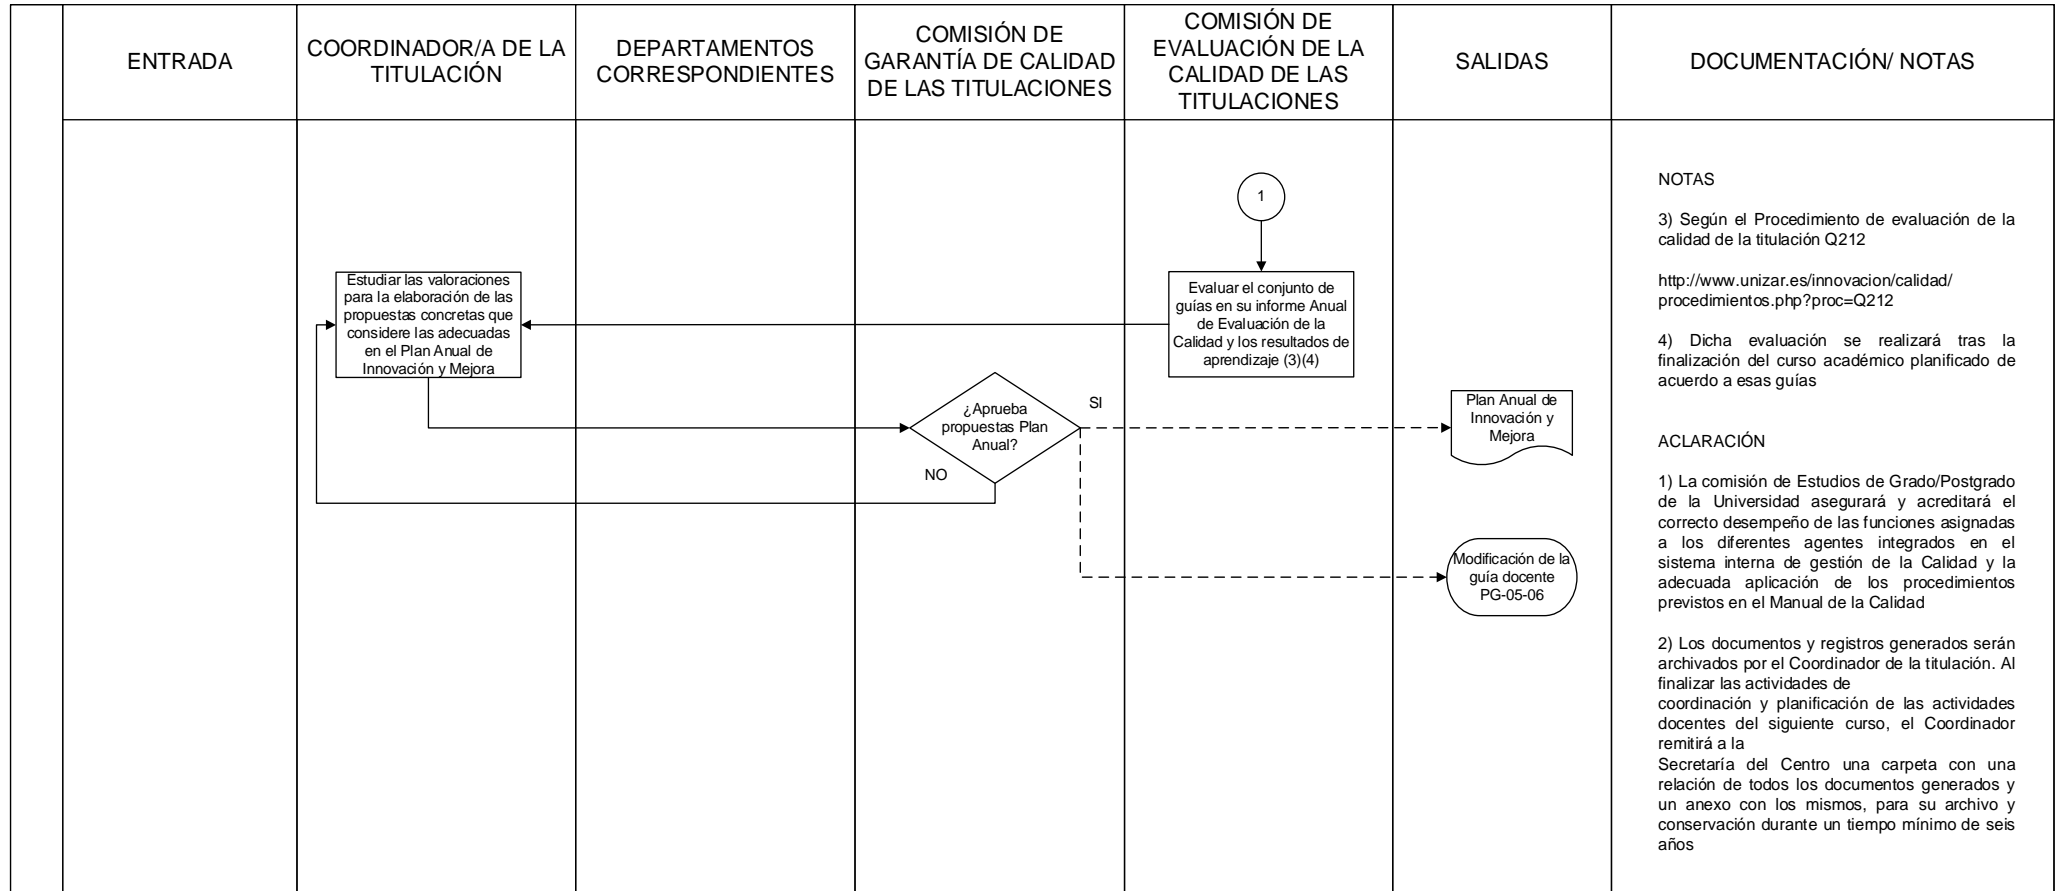 ENTRADA
COORDINADOR/A DE LA
TITULACIÓN
DEPARTAMENTOS
CORRESPONDIENTES
COMISIÓN DE
GARANTÍA DE CALIDAD
DE LAS TITULACIONES
COMISIÓN DE
EVALUACIÓN DE LA
CALIDAD DE LAS
TITULACIONES
SALIDAS
DOCUMENTACIÓN/ NOTAS
1
Estudiar las valoraciones
para la elaboración de las
propuestas concretas que
considere las adecuadas
en el Plan Anual de
Innovación y Mejora
Evaluar el conjunto de
guías en su informe Anual
de Evaluación de la
Calidad y los resultados de
aprendizaje (3)(4)
¿Aprueba
propuestas Plan
Anual?
SI
NO
Plan Anual de
Innovación y
Mejora
Modificación de la
guía docente
PG-05-06
NOTAS
3) Según el Procedimiento de evaluación de la
calidad de la titulación Q212
http://www.unizar.es/innovacion/calidad/
procedimientos.php?proc=Q212
4) Dicha evaluación se realizará tras la
finalización del curso académico planificado de
acuerdo a esas guías
ACLARACIÓN
1) La comisión de Estudios de Grado/Postgrado
de la Universidad asegurará y acreditará el
correcto desempeño de las funciones asignadas
a los diferentes agentes integrados en el
sistema interna de gestión de la Calidad y la
adecuada aplicación de los procedimientos
previstos en el Manual de la Calidad
2) Los documentos y registros generados serán
archivados por el Coordinador de la titulación. Al
finalizar las actividades de
coordinación y planificación de las actividades
docentes del siguiente curso, el Coordinador
remitirá a la
Secretaría del Centro una carpeta con una
relación de todos los documentos generados y
un anexo con los mismos, para su archivo y
conservación durante un tiempo mínimo de seis
años